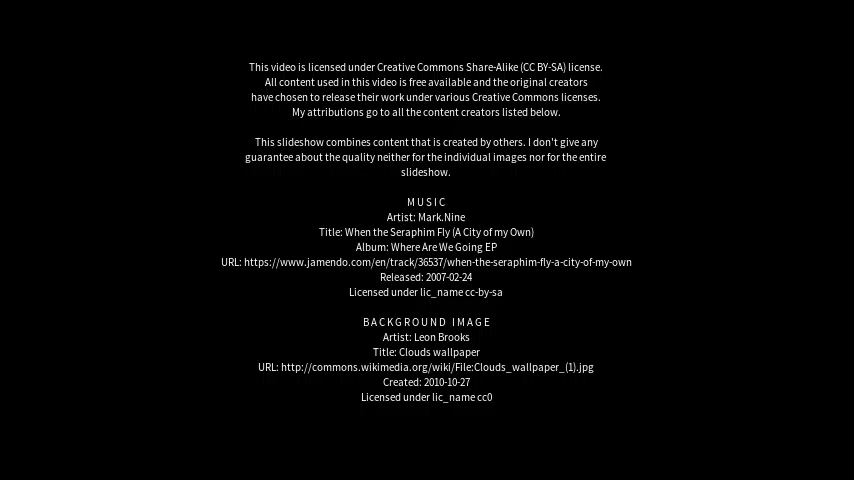 This video is licensed under Creative Commons Share-Alike (CC BY-SA) license.
All content used in this video is free available and the original creators
have chosen to release their work under various Creative Commons licenses.
My attributions go to all the content creators listed below.
This slideshow combines content that is created by others. I don't give any
guarantee about the quality neither for the individual images nor for the entire
slideshow.
MUSIC
Artist: Mark.Nine
Title: When the Seraphim Fly (A City of my Own)
Album: Where Are We Going EP
URL: https://www.jamendo.com/en/track/36537/when-the-seraphim-fly-a-city-of-my-own
Released: 2007-02-24
Licensed under lic_name cc-by-sa
BACKGROUND IMAGE
Artist: Leon Brooks
Title: Clouds wallpaper
URL: http://commons.wikimedia.org/wiki/File:Clouds_wallpaper_(1).jpg
Created: 2010-10-27
Licensed under lic_name cc0